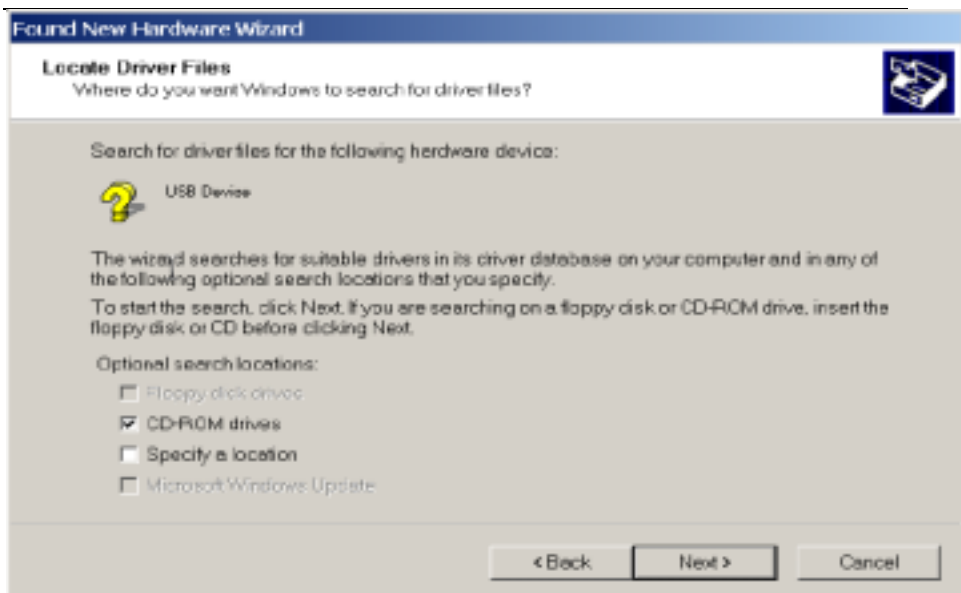 Found New Hardware Wizard
Locate Driver Files
Where do you want Windows to search for driver files?
Search for driver files for the following hardware device:
USB Device
The wizard searches for suitable drivers in its driver database on your computer and in any of
the following optional search locations that you specify.
To start the search, click Next. If you are searching on a floppy disk or CD-ROM drive, insert the
floppy disk or CD before clicking Next.
Optional search locations:
Floppy disk drives
CD-ROM drives
Specify a location
Microsoft Windows Update
< Back
Next >
Cancel